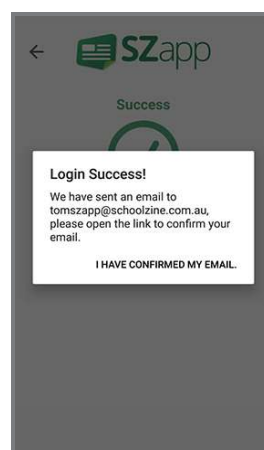 SZapp
Success
Login Success!
We have sent an email to
tomszapp@schoolzine.com.au,
please open the link to confirm your
email.
I HAVE CONFIRMED MY EMAIL.